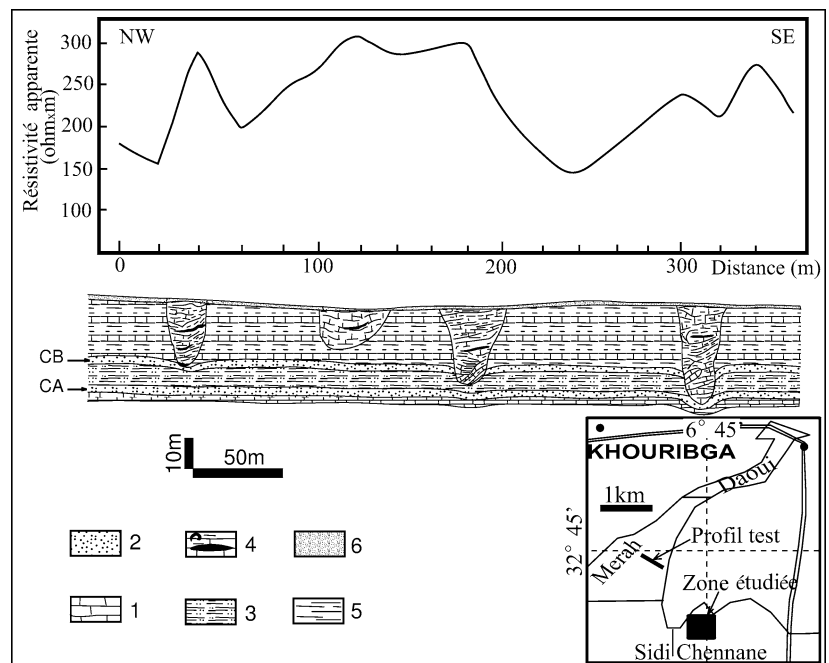 NW SE
Résistivité apparente
(ohmxm)
300
250
200
150
100
0 100 200 300 Distance (m)
CB
CA
10m
50m
2 4 6
1 3 5
6° 45'
KHOURIBGA
Daoui
1km
32° 45'
Merah
Profil test
Zone étudiée
Sidi Chennane